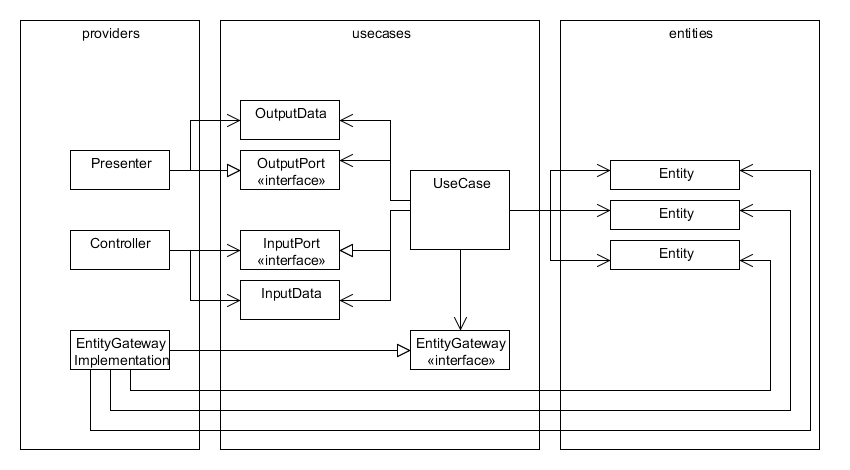 providers
usecases
entities
OutputData
Presenter
OutputPort
«interface»
UseCase
Entity
Entity
Entity
Controller
InputPort
«interface»
InputData
EntityGateway
Implementation
EntityGateway
«interface»